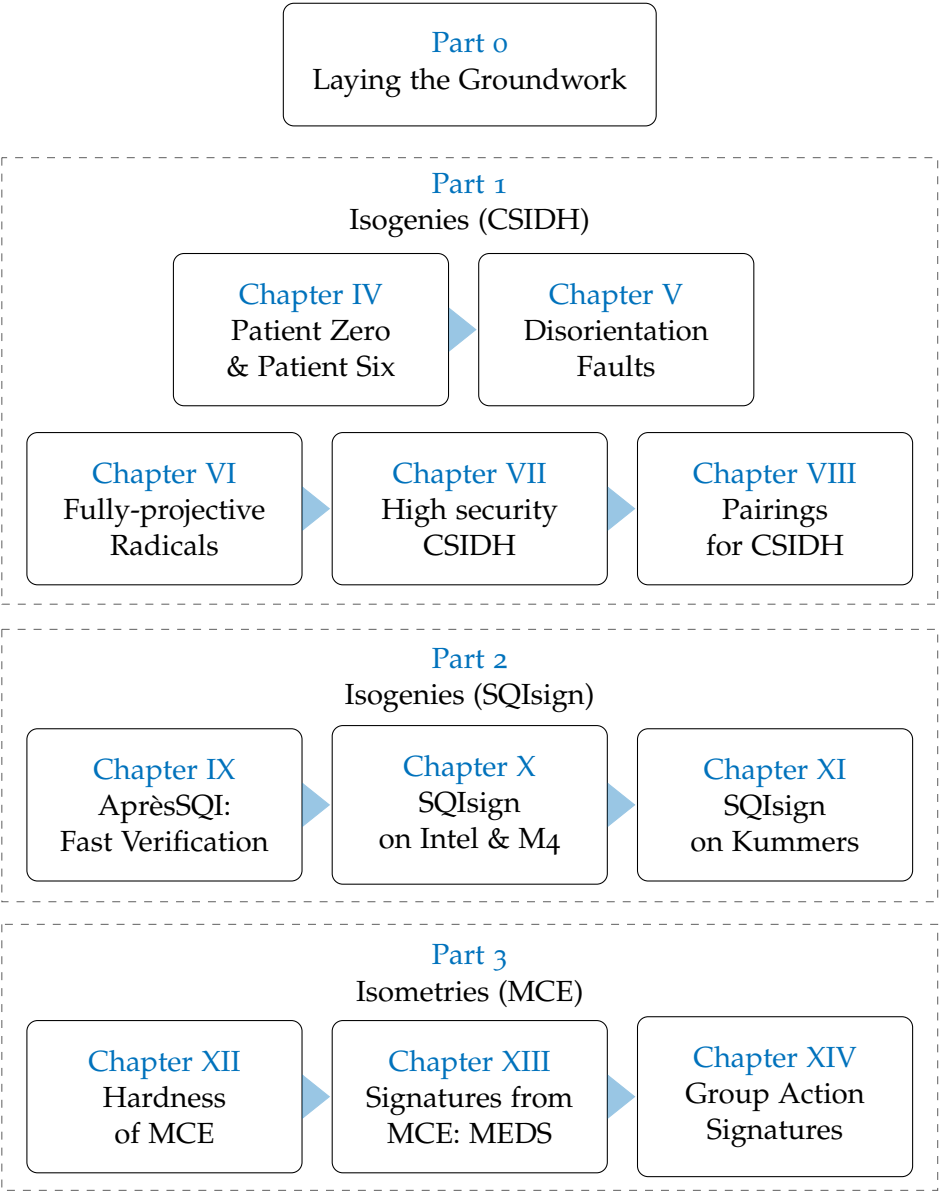 Part 0
Laying the Groundwork
Part 1
Isogenies (CSIDH)
Chapter IV
Patient Zero
& Patient Six
Chapter V
Disorientation
Faults
Chapter VI
Fully-projective
Radicals
Chapter VII
High security
CSIDH
Chapter VIII
Pairings
for CSIDH
Part 2
Isogenies (SQIsign)
Chapter IX
AprèsSQI:
Fast Verification
Chapter X
SQIsign
on Intel & M4
Chapter XI
SQIsign
on Kummers
Part 3
Isometries (MCE)
Chapter XII
Hardness
of MCE
Chapter XIII
Signatures from
MCE: MEDS
Chapter XIV
Group Action
Signatures